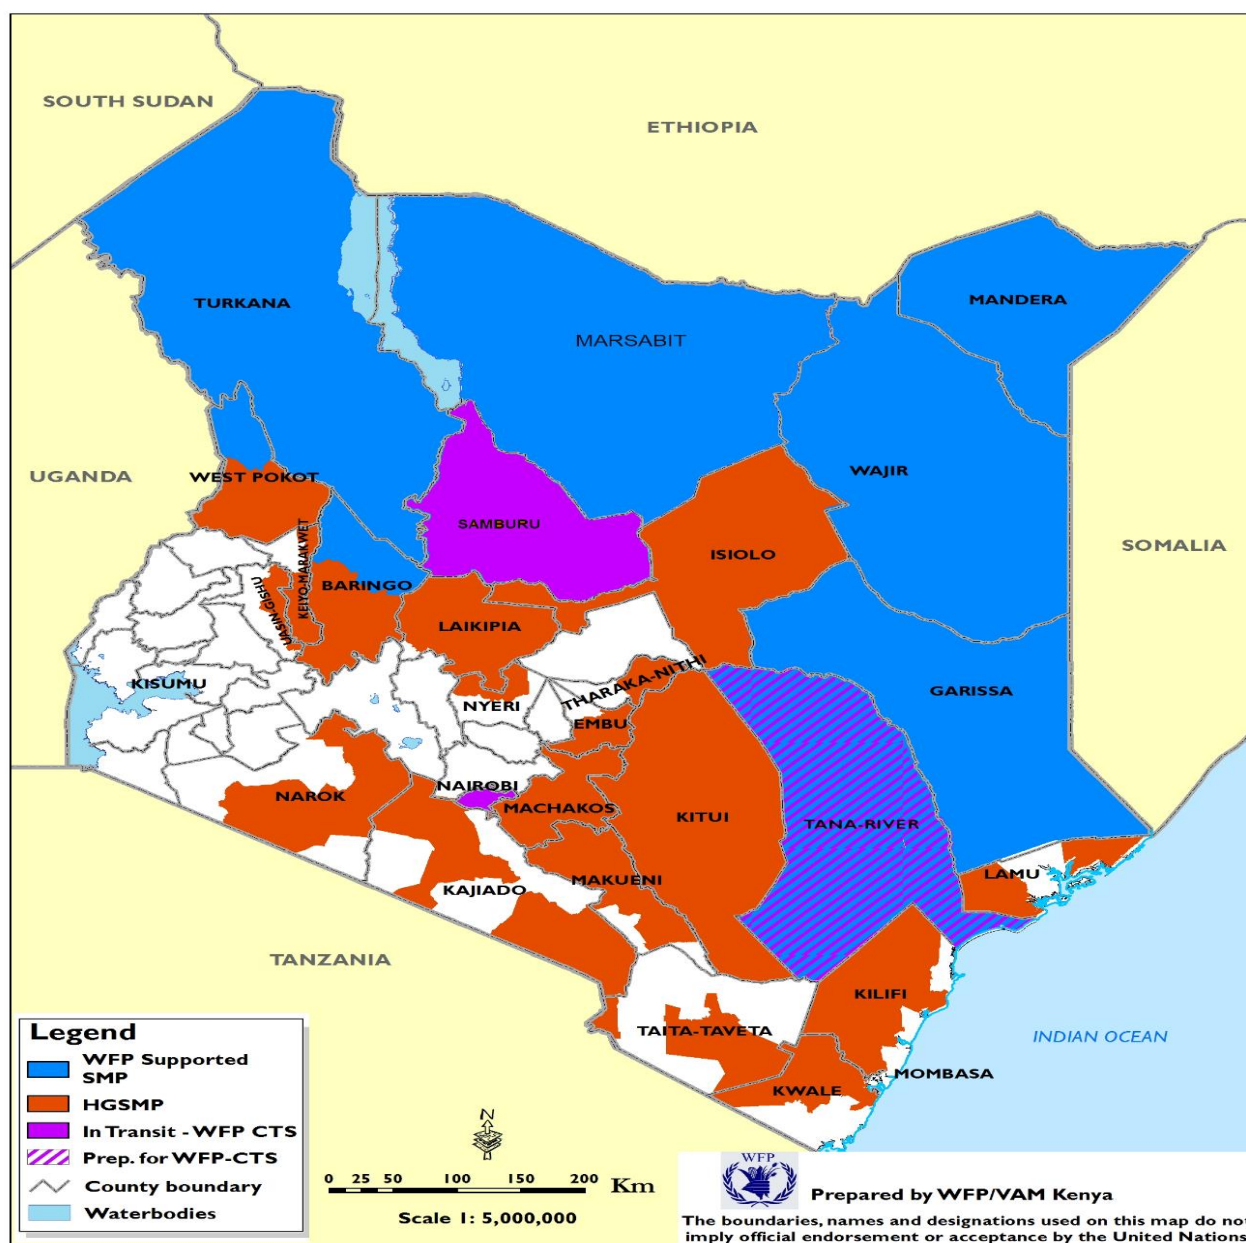 SOUTH SUDAN
ETHIOPIA
TURKANA
MANDERA
MARSABIT
UGANDA
WEST POKOT
WAJIR
SAMBURU
KEIYO-MARAKWET
ISIOLO
SOMALIA
BARINGO
UASIN-GISHU
LAIKIPIA
KISUMU
THARAKA-NITHI
GARISSA
NYERI
EMBU
NAIROBI
NAROK
MACHAKOS
KITUI
TANA-RIVER
MAKUENI
LAMU
KAJIADO
TANZANIA
KILIFI
TAITA-TAVETA
INDIAN OCEAN
MOMBASA
KWALE
Legend
WFP Supported
SMP
HGSMP
In Transit - WFP CTS
Prep. for WFP-CTS
County boundary
Waterbodies
N
0 25 50 100 150 200 Km
Scale 1: 5,000,000
WFP
Prepared by WFP/VAM Kenya
The boundaries, names and designations used on this map do not
imply official endorsement or acceptance by the United Nations